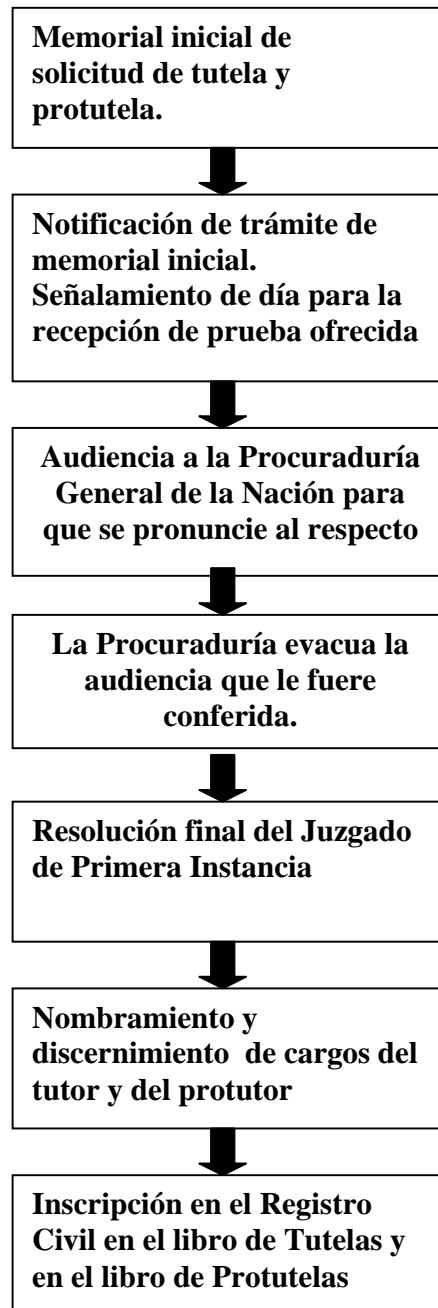 Memorial inicial de
solicitud de tutela y
protutela.
Notificación de trámite de
memorial inicial.
Señalamiento de día para la
recepción de prueba ofrecida
Audiencia a la Procuraduría
General de la Nación para
que se pronuncie al respecto
La Procuraduría evacua la
audiencia que le fuere
conferida.
Resolución final del Juzgado
de Primera Instancia
Nombramiento y
discernimiento de cargos del
tutor y del protutor
Inscripción en el Registro
Civil en el libro de Tutelas y
en el libro de Protutelas